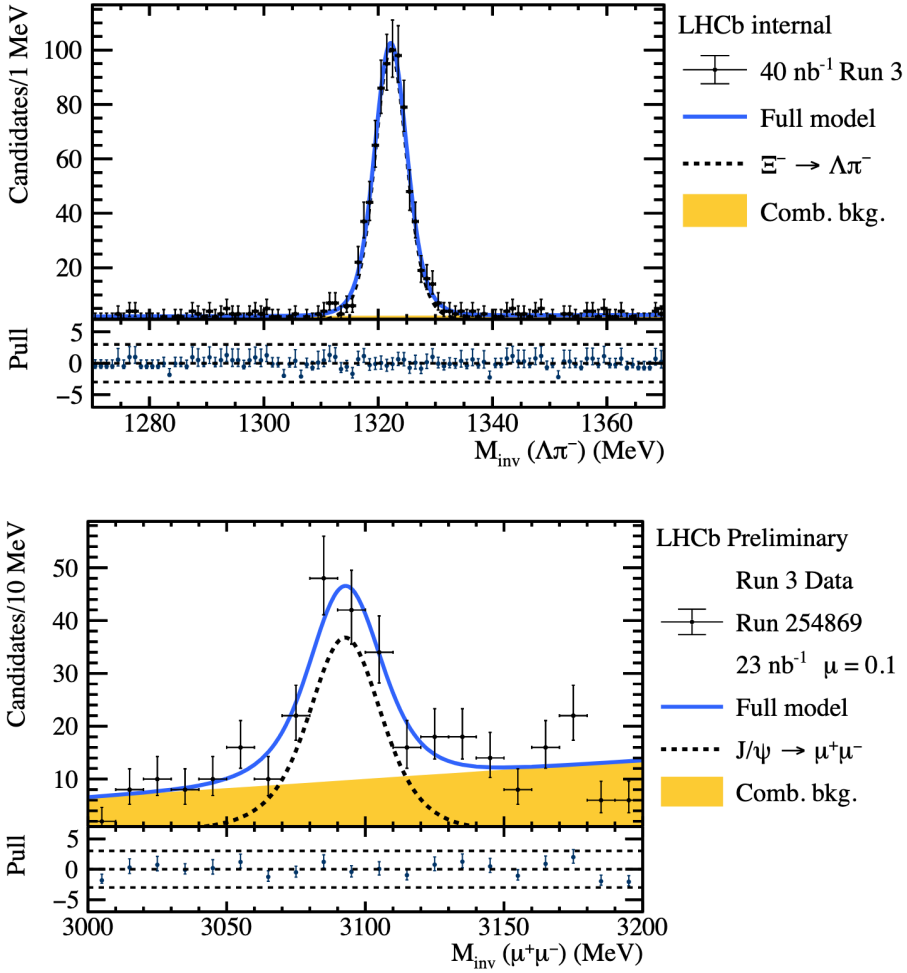 LHCb internal
40 nb⁻¹ Run 3
Full model
Ξ⁻ → Λπ⁻
Comb. bkg.
Candidates/1 MeV
100
80
60
40
20
Pull
5
0
−5
1280 1300 1320 1340 1360
M_inv (Λπ⁻) (MeV)
LHCb Preliminary
Run 3 Data
Run 254869
23 nb⁻¹ μ = 0.1
Full model
J/ψ → μ⁺μ⁻
Comb. bkg.
Candidates/10 MeV
50
40
30
20
10
Pull
5
0
−5
3000 3050 3100 3150 3200
M_inv (μ⁺μ⁻) (MeV)